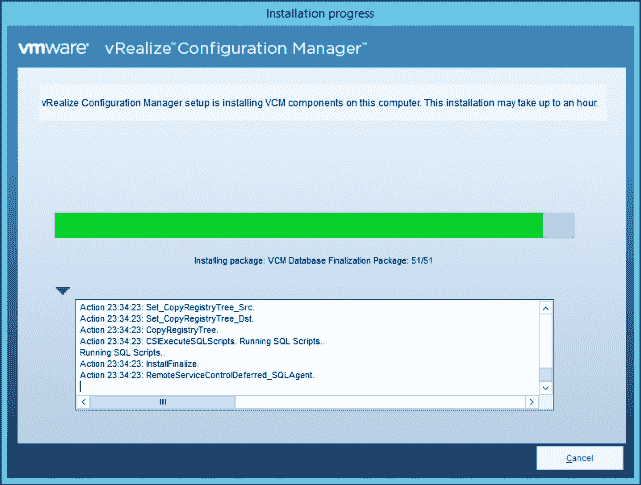 Installation progress
vmware® vRealize™ Configuration Manager™
vRealize Configuration Manager setup is installing VCM components on this computer. This installation may take up to an hour.
Installing package: VCM Database Finalization Package: 51/51
Action 23:34:23: Set_CopyRegistryTree_Src.
Action 23:34:23: Set_CopyRegistryTree_Dst.
Action 23:34:23: CopyRegistryTree.
Action 23:34:23: CSIExecuteSQLScripts. Running SQL Scripts..
Running SQL Scripts..
Action 23:34:23: InstallFinalize.
Action 23:34:23: RemoteServiceControlDeferred_SQLAgent.
Cancel